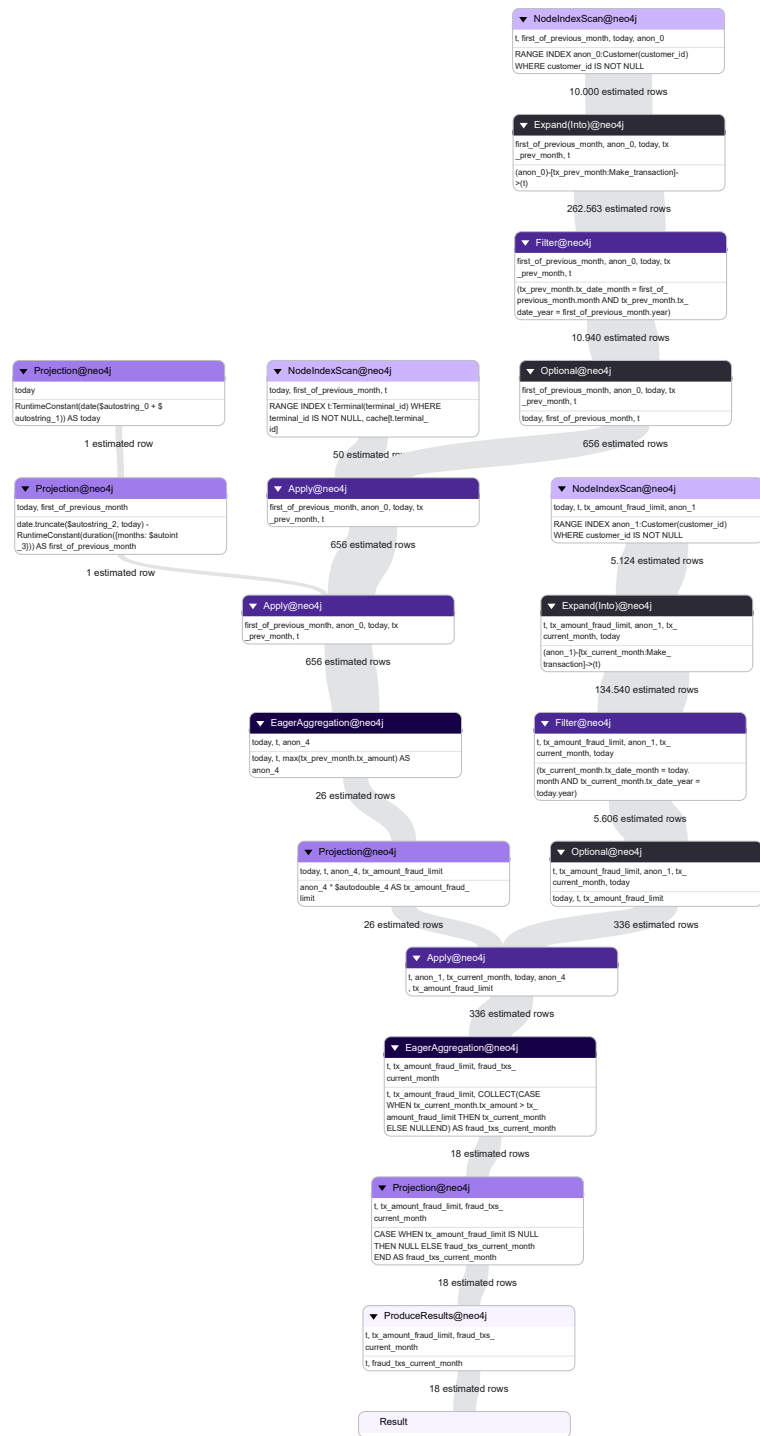 NodeIndexScan@neo4j
t, first_of_previous_month, today, anon_0
RANGE INDEX anon_0:Customer(customer_id)
WHERE customer_id IS NOT NULL
10.000 estimated rows
Expand(Into)@neo4j
first_of_previous_month, anon_0, today, tx
_prev_month, t
(anon_0)-[tx_prev_month:Make_transaction]-
>(t)
262.563 estimated rows
Filter@neo4j
first_of_previous_month, anon_0, today, tx
_prev_month, t
(tx_prev_month.tx_date_month = first_of_
previous_month.month AND tx_prev_month.tx_
date_year = first_of_previous_month.year)
10.940 estimated rows
Projection@neo4j
today
RuntimeConstant(date($autostring_0 + $
autostring_1)) AS today
1 estimated row
NodeIndexScan@neo4j
today, first_of_previous_month, t
RANGE INDEX t:Terminal(terminal_id) WHERE
terminal_id IS NOT NULL, cache[t.terminal_
id]
50 estimated rows
Optional@neo4j
first_of_previous_month, anon_0, today, tx
_prev_month, t
today, first_of_previous_month, t
656 estimated rows
Projection@neo4j
today, first_of_previous_month
date.truncate($autostring_2, today) -
RuntimeConstant(duration({months: $autoint
_3})) AS first_of_previous_month
1 estimated row
Apply@neo4j
first_of_previous_month, anon_0, today, tx
_prev_month, t
656 estimated rows
NodeIndexScan@neo4j
today, t, tx_amount_fraud_limit, anon_1
RANGE INDEX anon_1:Customer(customer_id)
WHERE customer_id IS NOT NULL
5.124 estimated rows
Apply@neo4j
first_of_previous_month, anon_0, today, tx
_prev_month, t
656 estimated rows
Expand(Into)@neo4j
t, tx_amount_fraud_limit, anon_1, tx_
current_month, today
(anon_1)-[tx_current_month:Make_
transaction]->(t)
134.540 estimated rows
EagerAggregation@neo4j
today, t, anon_4
today, t, max(tx_prev_month.tx_amount) AS
anon_4
26 estimated rows
Filter@neo4j
t, tx_amount_fraud_limit, anon_1, tx_
current_month, today
(tx_current_month.tx_date_month = today.
month AND tx_current_month.tx_date_year =
today.year)
5.606 estimated rows
Projection@neo4j
today, t, anon_4, tx_amount_fraud_limit
anon_4 * $autodouble_4 AS tx_amount_fraud_
limit
26 estimated rows
Optional@neo4j
t, tx_amount_fraud_limit, anon_1, tx_
current_month, today
today, t, tx_amount_fraud_limit
336 estimated rows
Apply@neo4j
t, anon_1, tx_current_month, today, anon_4
, tx_amount_fraud_limit
336 estimated rows
EagerAggregation@neo4j
t, tx_amount_fraud_limit, fraud_txs_
current_month
t, tx_amount_fraud_limit, COLLECT(CASE
WHEN tx_current_month.tx_amount > tx_
amount_fraud_limit THEN tx_current_month
ELSE NULLEND) AS fraud_txs_current_month
18 estimated rows
Projection@neo4j
t, tx_amount_fraud_limit, fraud_txs_
current_month
CASE WHEN tx_amount_fraud_limit IS NULL
THEN NULL ELSE fraud_txs_current_month
END AS fraud_txs_current_month
18 estimated rows
ProduceResults@neo4j
t, tx_amount_fraud_limit, fraud_txs_
current_month
t, fraud_txs_current_month
18 estimated rows
Result